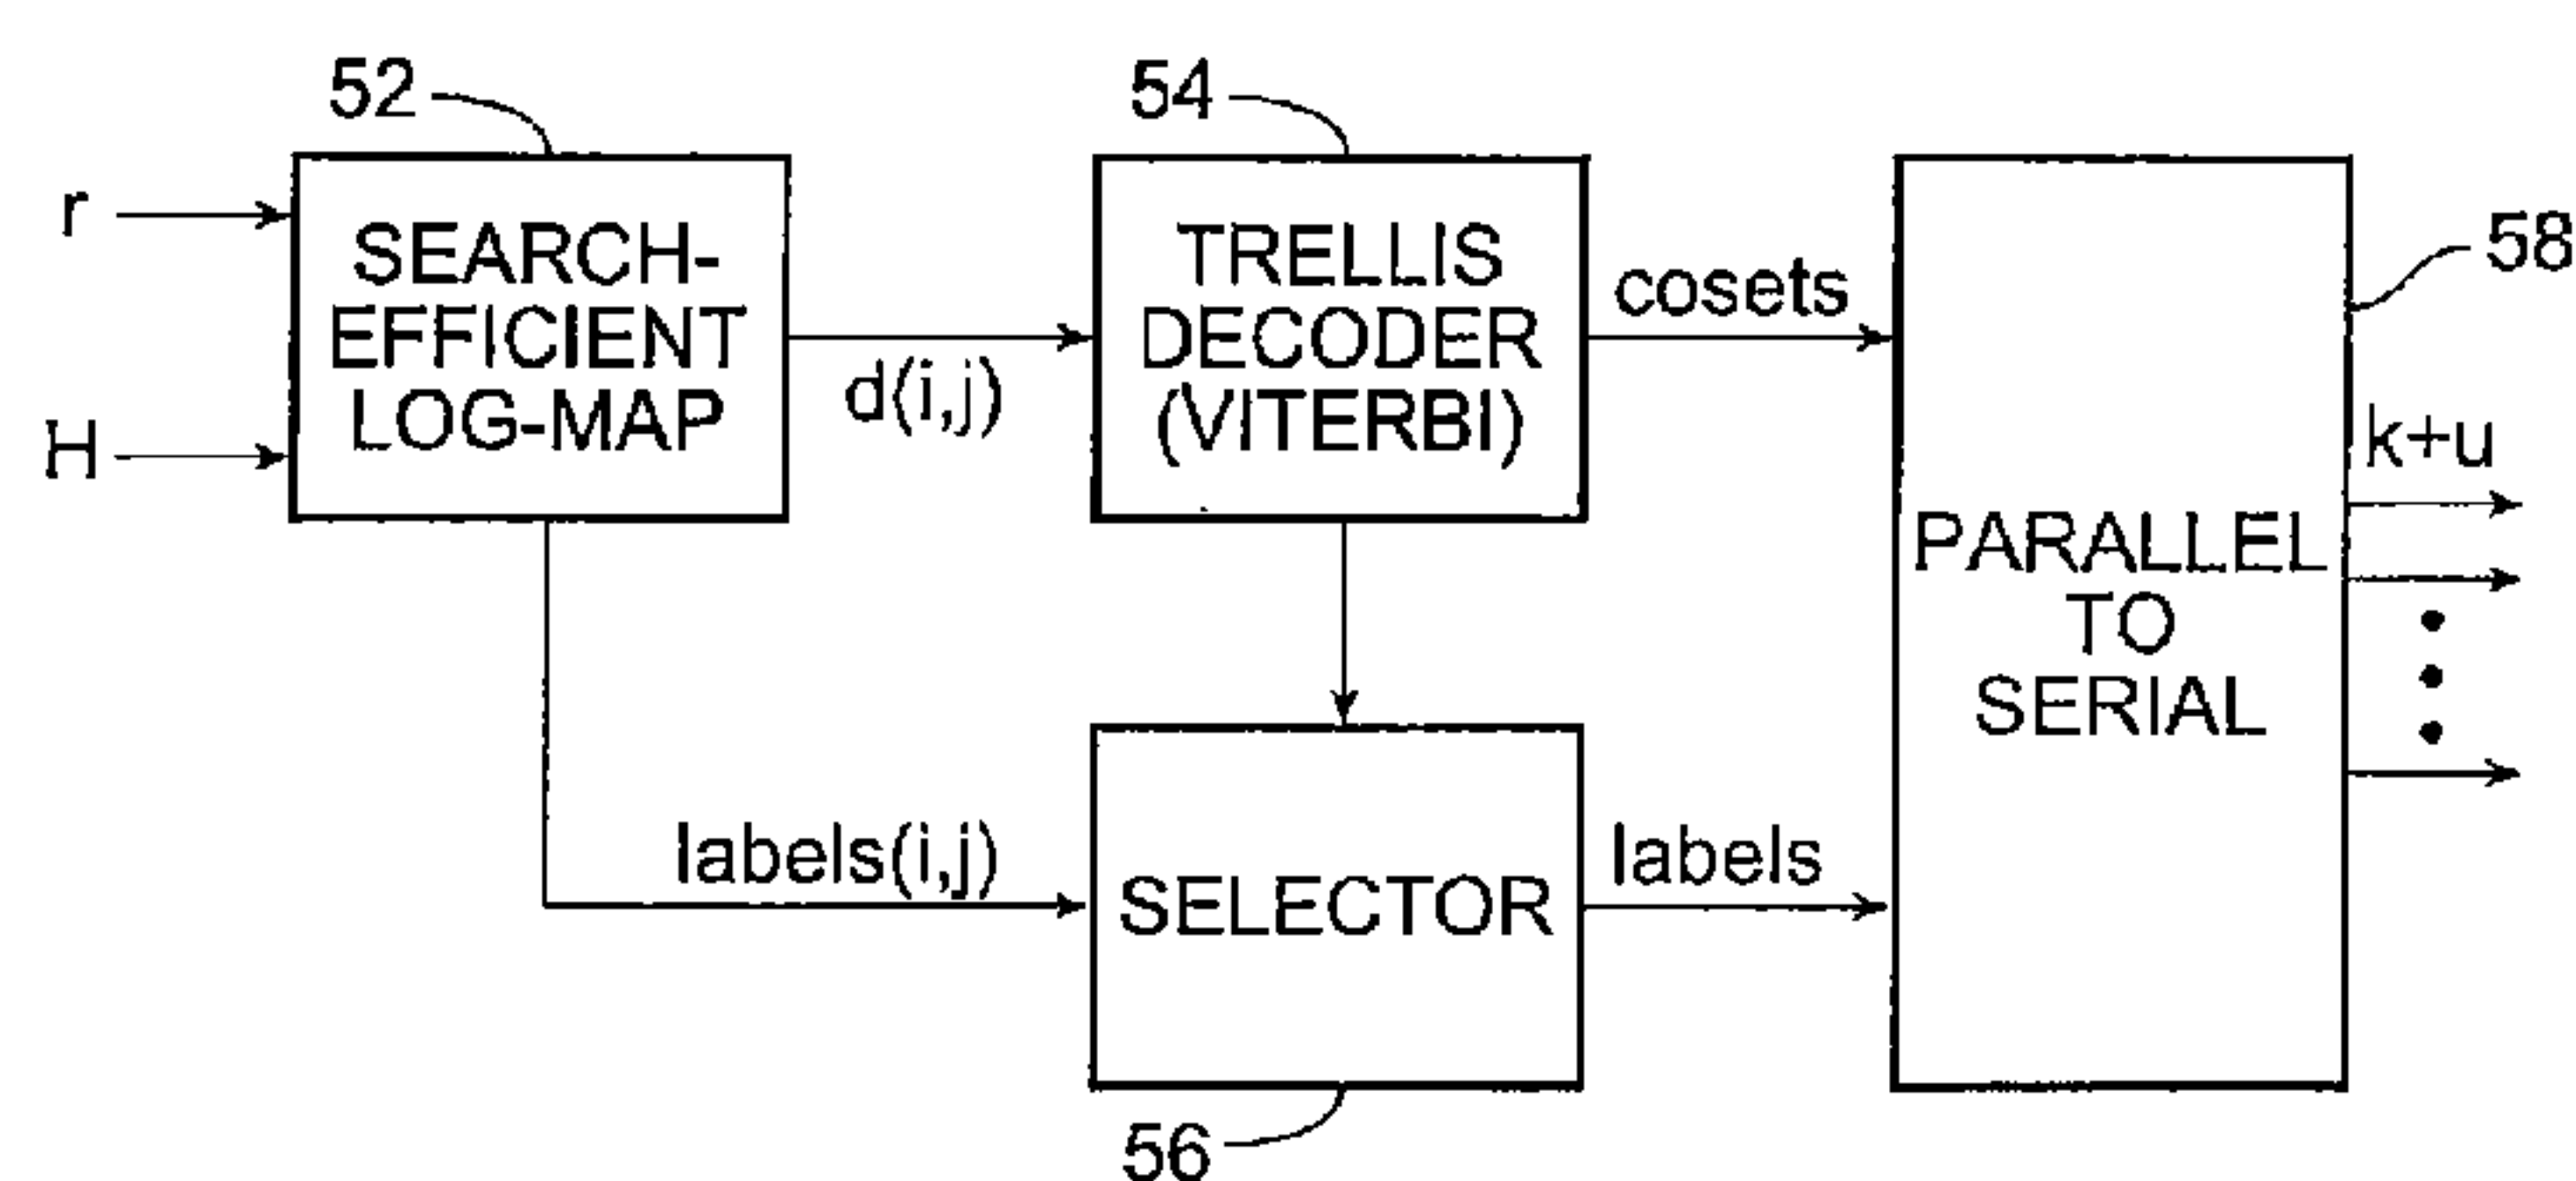 52
54
58
r
H
SEARCH-
EFFICIENT
LOG-MAP
d(i,j)
TRELLIS
DECODER
(VITERBI)
cosets
k+u
PARALLEL
TO
SERIAL
labels(i,j)
SELECTOR
labels
56